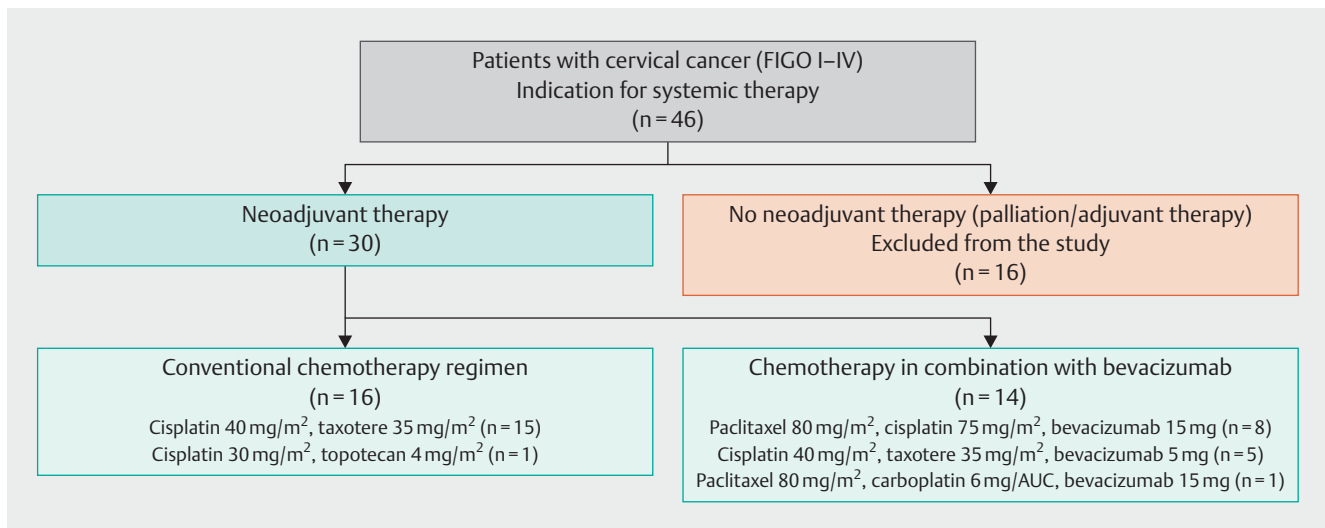 Patients with cervical cancer (FIGO I–IV)
Indication for systemic therapy
(n = 46)
Neoadjuvant therapy
(n = 30)
No neoadjuvant therapy (palliation/adjuvant therapy)
Excluded from the study
(n = 16)
Conventional chemotherapy regimen
(n = 16)
Cisplatin 40 mg/m², taxotere 35 mg/m² (n = 15)
Cisplatin 30 mg/m², topotecan 4 mg/m² (n = 1)
Chemotherapy in combination with bevacizumab
(n = 14)
Paclitaxel 80 mg/m², cisplatin 75 mg/m², bevacizumab 15 mg (n = 8)
Cisplatin 40 mg/m², taxotere 35 mg/m², bevacizumab 5 mg (n = 5)
Paclitaxel 80 mg/m², carboplatin 6 mg/AUC, bevacizumab 15 mg (n = 1)